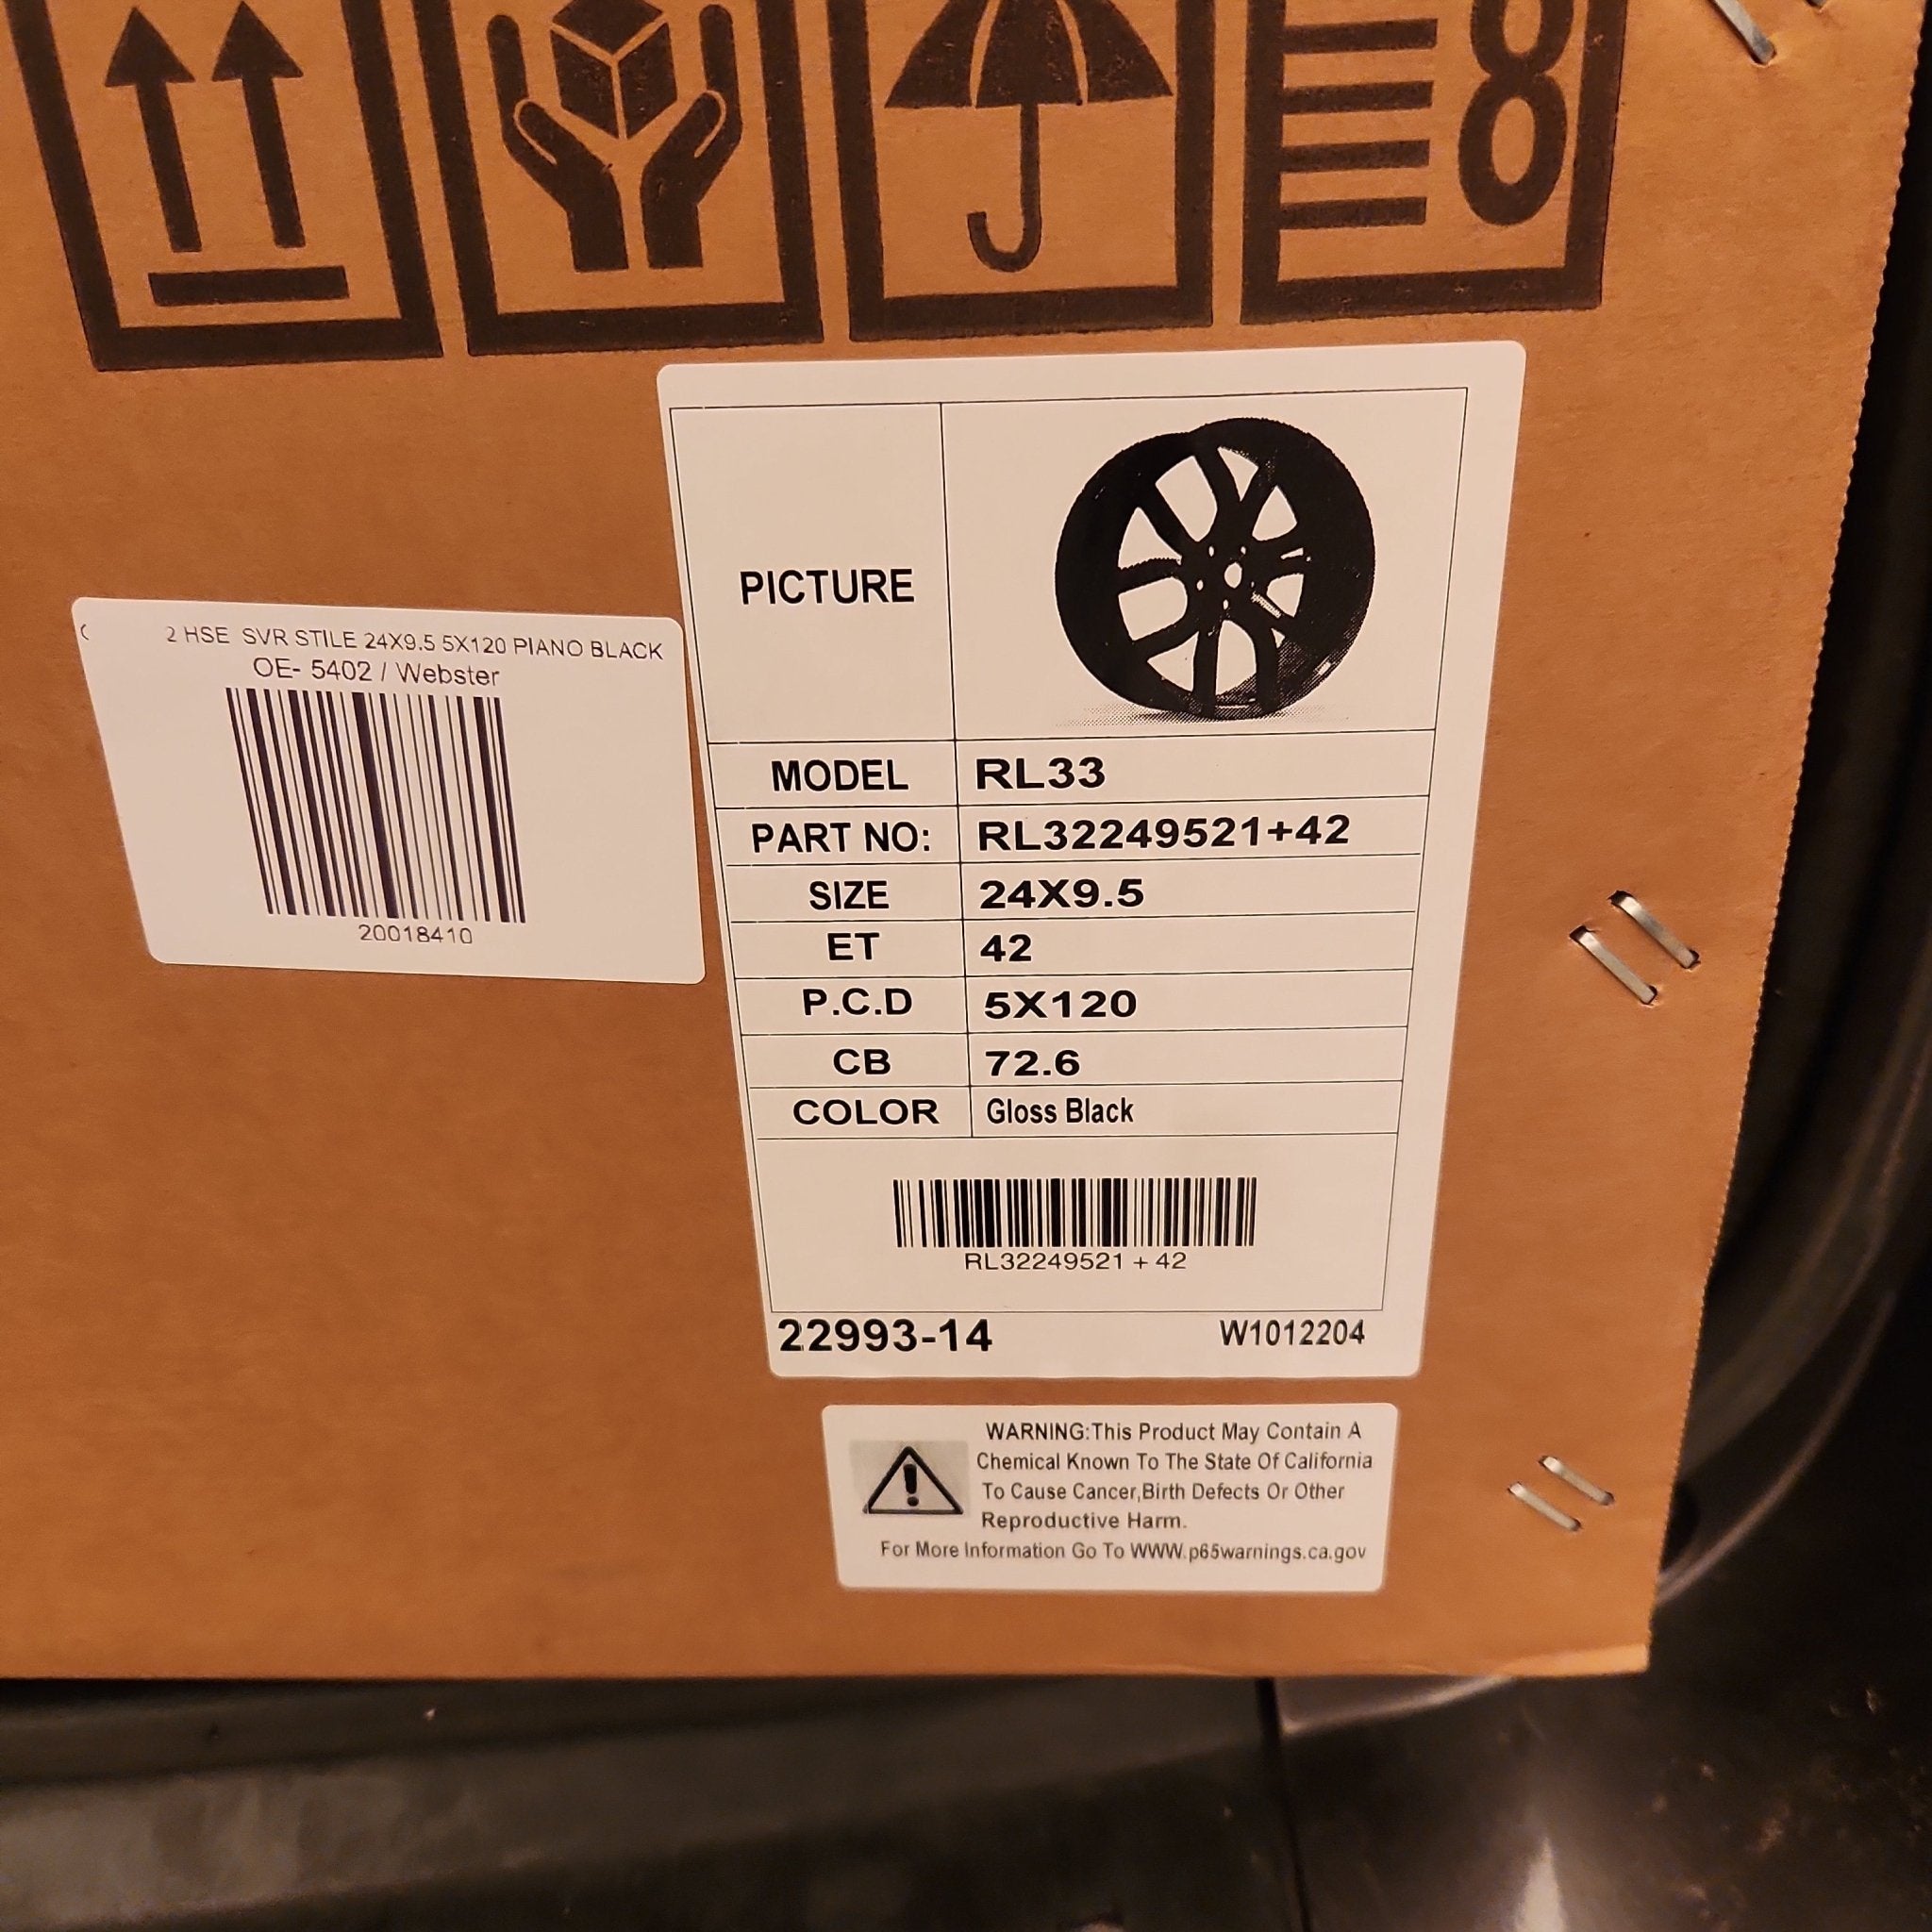 8
2 HSE SVR STILE 24X9.5 5X120 PIANO BLACK
OE- 5402 / Webster
20018410
PICTURE
MODEL RL33
PART NO: RL32249521+42
SIZE 24X9.5
ET 42
P.C.D 5X120
CB 72.6
COLOR Gloss Black
RL32249521 + 42
22993-14 W1012204
WARNING:This Product May Contain A
Chemical Known To The State Of California
To Cause Cancer,Birth Defects Or Other
Reproductive Harm.
For More Information Go To WWW.p65warnings.ca.gov